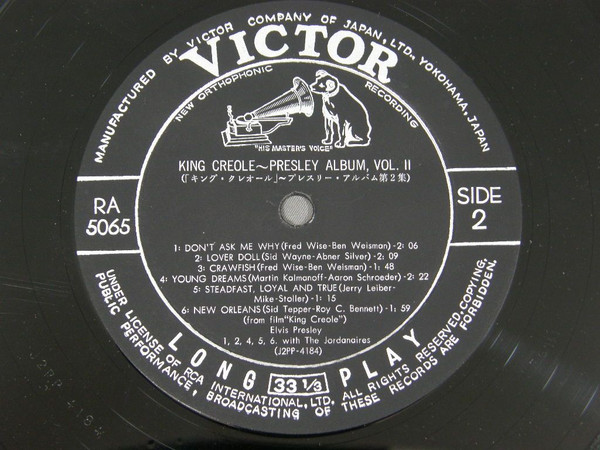 MANUFACTURED BY VICTOR COMPANY OF JAPAN, LTD., YOKOHAMA, JAPAN
VICTOR
NEW ORTHOPHONIC RECORDING
"HIS MASTER'S VOICE"
KING CREOLE~PRESLEY ALBUM, VOL. II
(「キング・クレオール」~プレスリー・アルバム第2集)
RA
5065
SIDE
2
1: DON'T ASK ME WHY(Fred Wise-Ben Weisman)-2: 06
2: LOVER DOLL(Sid Wayne-Abner Silver)-2: 09
3: CRAWFISH(Fred Wise-Ben Weisman)-1: 48
4: YOUNG DREAMS(Martin Kalmanoff-Aaron Schroeder)-2: 22
5: STEADFAST, LOYAL AND TRUE(Jerry Leiber-
Mike-Stoller)-1: 15
6: NEW ORLEANS(Sid Tepper-Roy C. Bennett)-1: 59
(from film"King Creole")
Elvis Presley
1, 2, 4, 5, 6. with The Jordanaires
(J2PP-4184)
LONG 33 1/3 PLAY
UNDER LICENSE OF RCA INTERNATIONAL, LTD. ALL RIGHTS RESERVED. COPYING,
PUBLIC PERFORMANCE, BROADCASTING OF THESE RECORDS ARE FORBIDDEN.
J2PP 4184